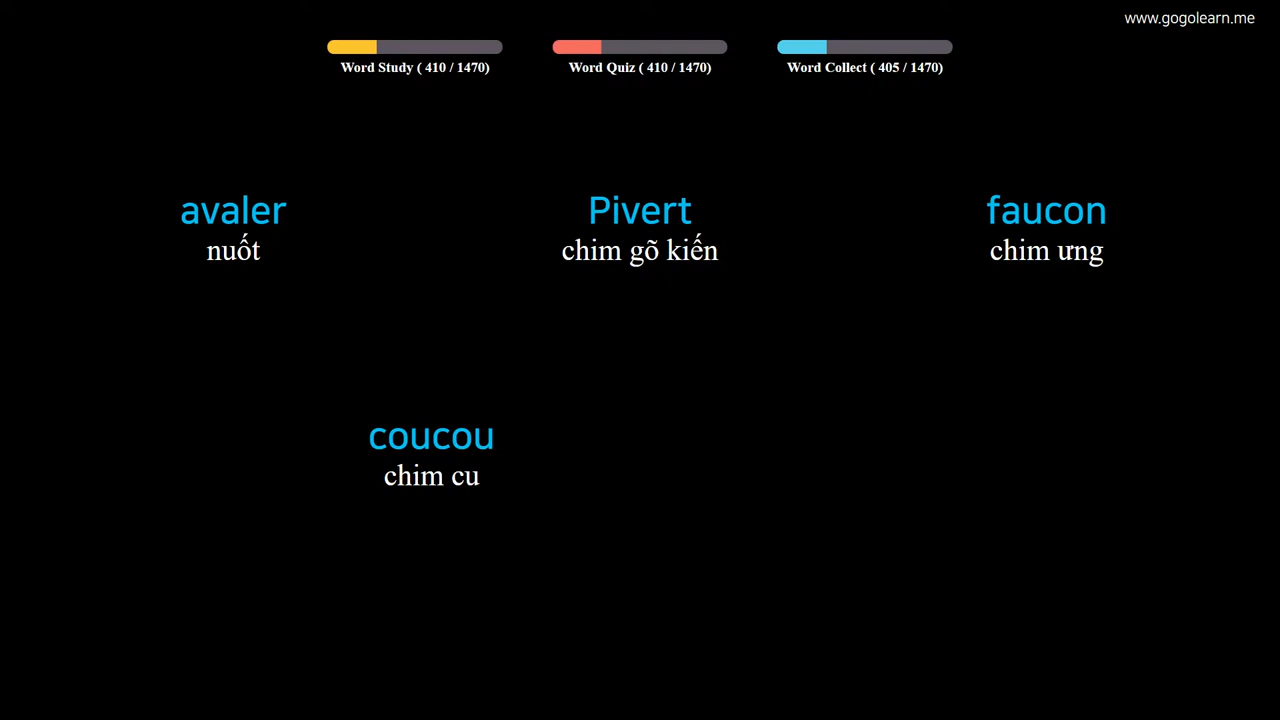 www.gogolearn.me
Word Study ( 410 / 1470)
Word Quiz ( 410 / 1470)
Word Collect ( 405 / 1470)
avaler
nuốt
Pivert
chim gõ kiến
faucon
chim ưng
coucou
chim cu